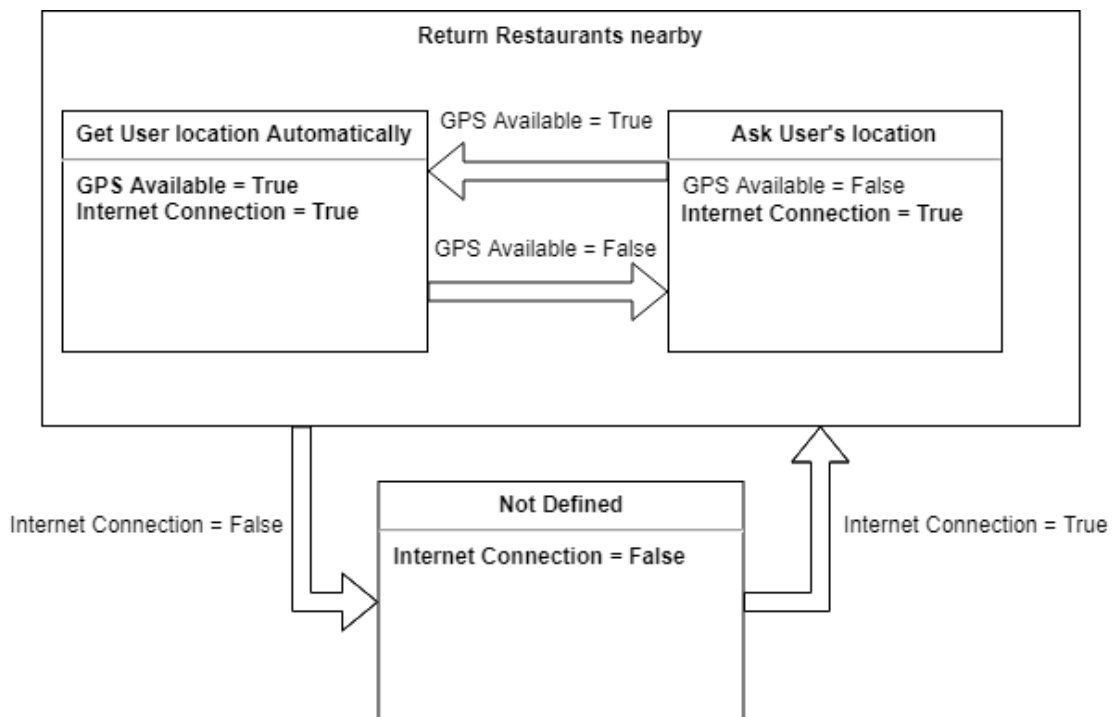 Return Restaurants nearby
Get User location Automatically
GPS Available = True
Internet Connection = True
GPS Available = True
GPS Available = False
Ask User's location
GPS Available = False
Internet Connection = True
Internet Connection = False
Not Defined
Internet Connection = False
Internet Connection = True